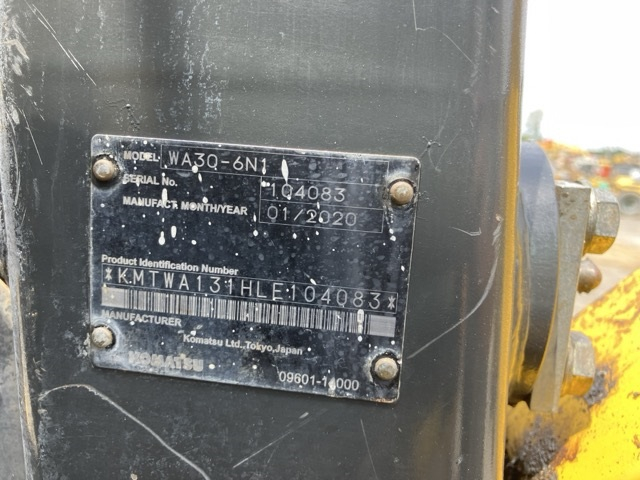 MODEL WA3Q-6N1
SERIAL No. 104083
MANUFACT MONTH/YEAR 01/2020
Product Identification Number
*KMTWA131HLE104083*
MANUFACTURER
Komatsu Ltd.,Tokyo,Japan
KOMATSU